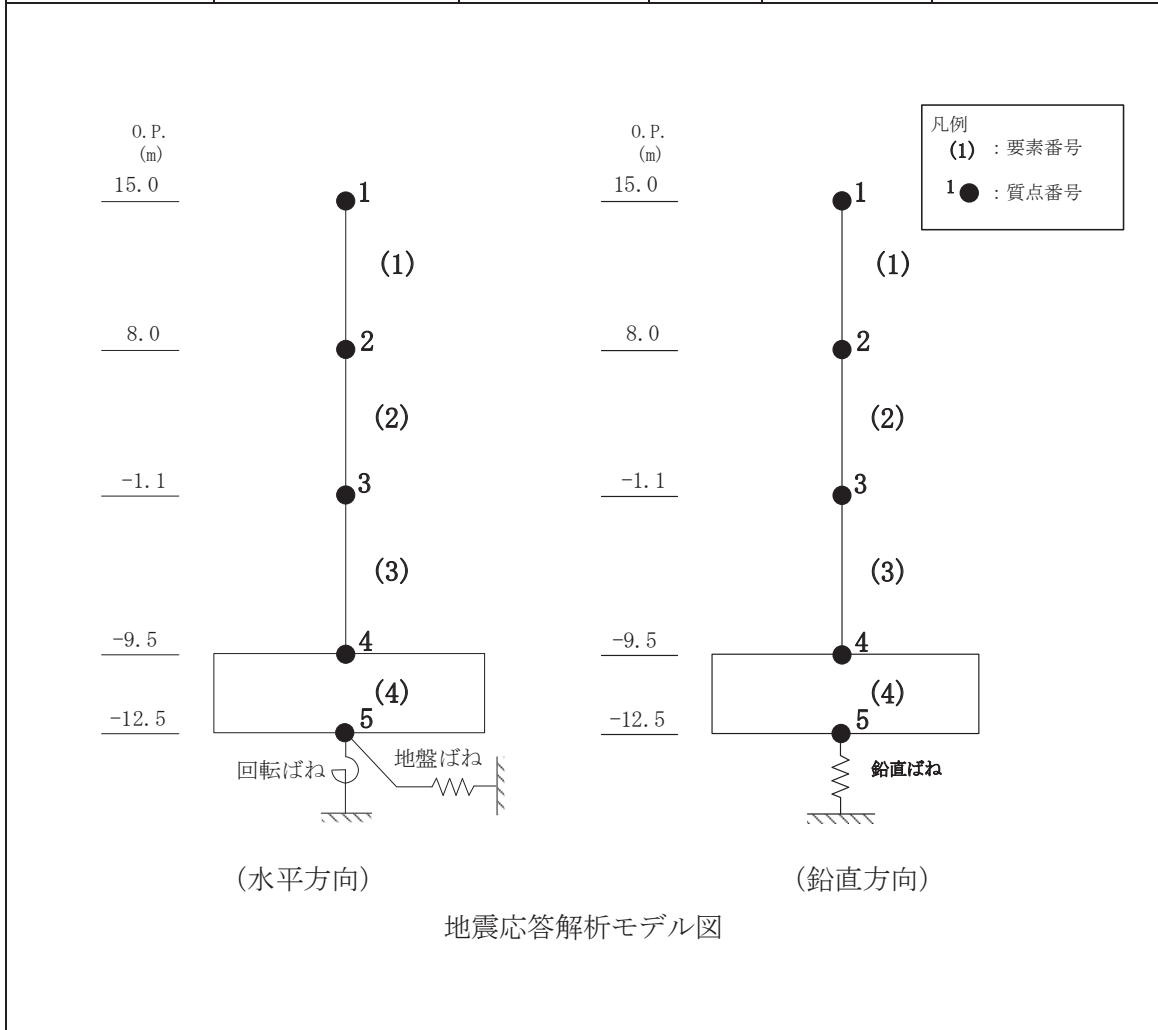 O.P.
(m)
15.0
1
(1)
8.0
2
(2)
-1.1
3
(3)
-9.5
4
(4)
-12.5
5
回転ばね
地盤ばね
(水平方向)
O.P.
(m)
15.0
1
(1)
8.0
2
(2)
-1.1
3
(3)
-9.5
4
(4)
-12.5
5
鉛直ばね
(鉛直方向)
凡例
(1) : 要素番号
1 : 質点番号
地震応答解析モデル図